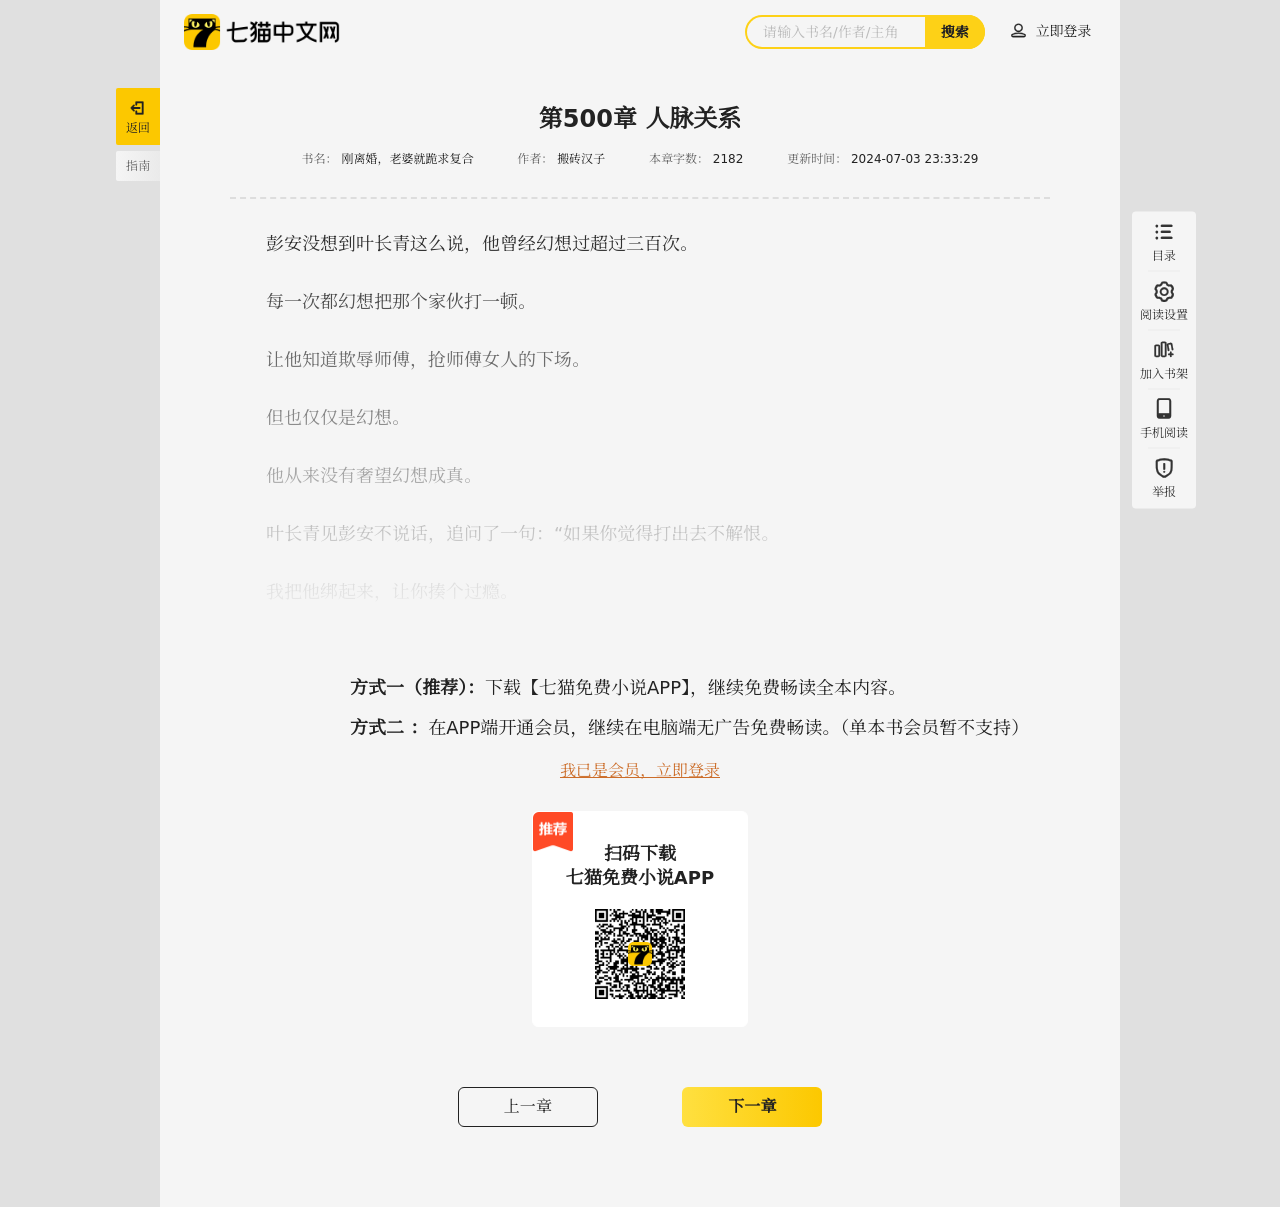 七猫中文网
请输入书名/作者/主角
搜索
立即登录
返回
指南
第500章 人脉关系
书名： 刚离婚，老婆就跪求复合 作者： 搬砖汉子 本章字数： 2182 更新时间： 2024-07-03 23:33:29
彭安没想到叶长青这么说，他曾经幻想过超过三百次。
每一次都幻想把那个家伙打一顿。
让他知道欺辱师傅，抢师傅女人的下场。
但也仅仅是幻想。
他从来没有奢望幻想成真。
叶长青见彭安不说话，追问了一句：“如果你觉得打出去不解恨。
我把他绑起来，让你揍个过瘾。
目录
阅读设置
加入书架
手机阅读
举报
方式一（推荐）：下载【七猫免费小说APP】，继续免费畅读全本内容。
方式二 ： 在APP端开通会员，继续在电脑端无广告免费畅读。（单本书会员暂不支持）
我已是会员，立即登录
推荐
扫码下载
七猫免费小说APP
上一章
下一章